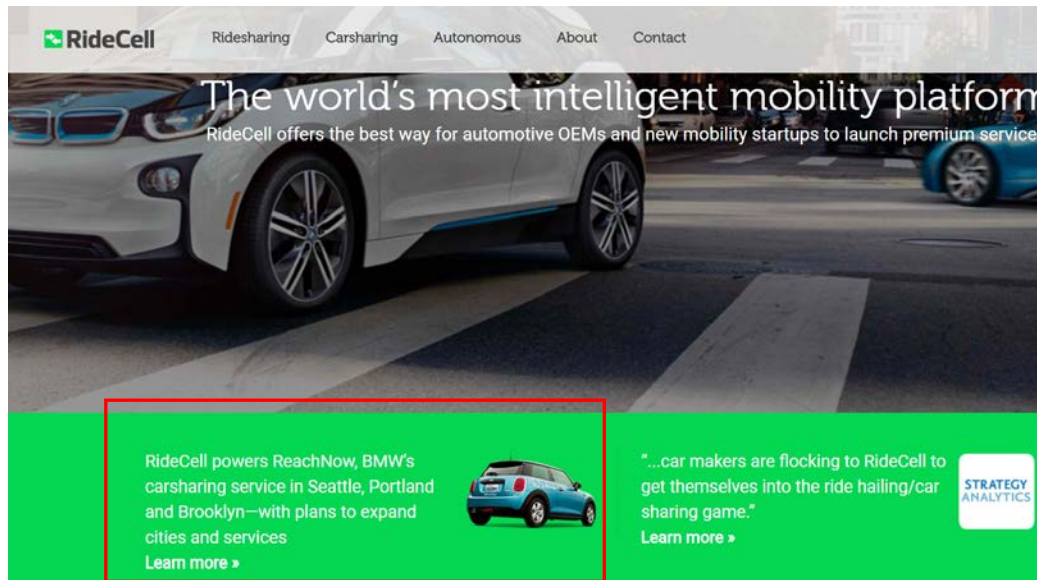 RideCell
Ridesharing
Carsharing
Autonomous
About
Contact
The world's most intelligent mobility platform
RideCell offers the best way for automotive OEMs and new mobility startups to launch premium service
RideCell powers ReachNow, BMW's
carsharing service in Seattle, Portland
and Brooklyn—with plans to expand
cities and services
Learn more »
"...car makers are flocking to RideCell to
get themselves into the ride hailing/car
sharing game."
Learn more »
STRATEGY
ANALYTICS